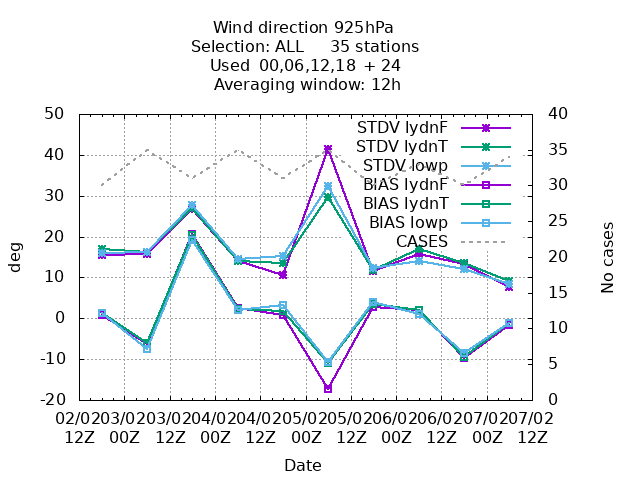 Wind direction 925hPa
Selection: ALL 35 stations
Used 00,06,12,18 + 24
Averaging window: 12h
50 40
STDV lydnF
STDV lydnT
STDV lowp
BIAS lydnF
BIAS lydnT
BIAS lowp
CASES
40 35
30 30
25
20 20
10 15
0 10
-10 5
-20 0
deg
No cases
02/02 03/02 03/02 04/02 04/02 05/02 05/02 06/02 06/02 07/02 07/02
12Z 00Z 12Z 00Z 12Z 00Z 12Z 00Z 12Z 00Z 12Z
Date